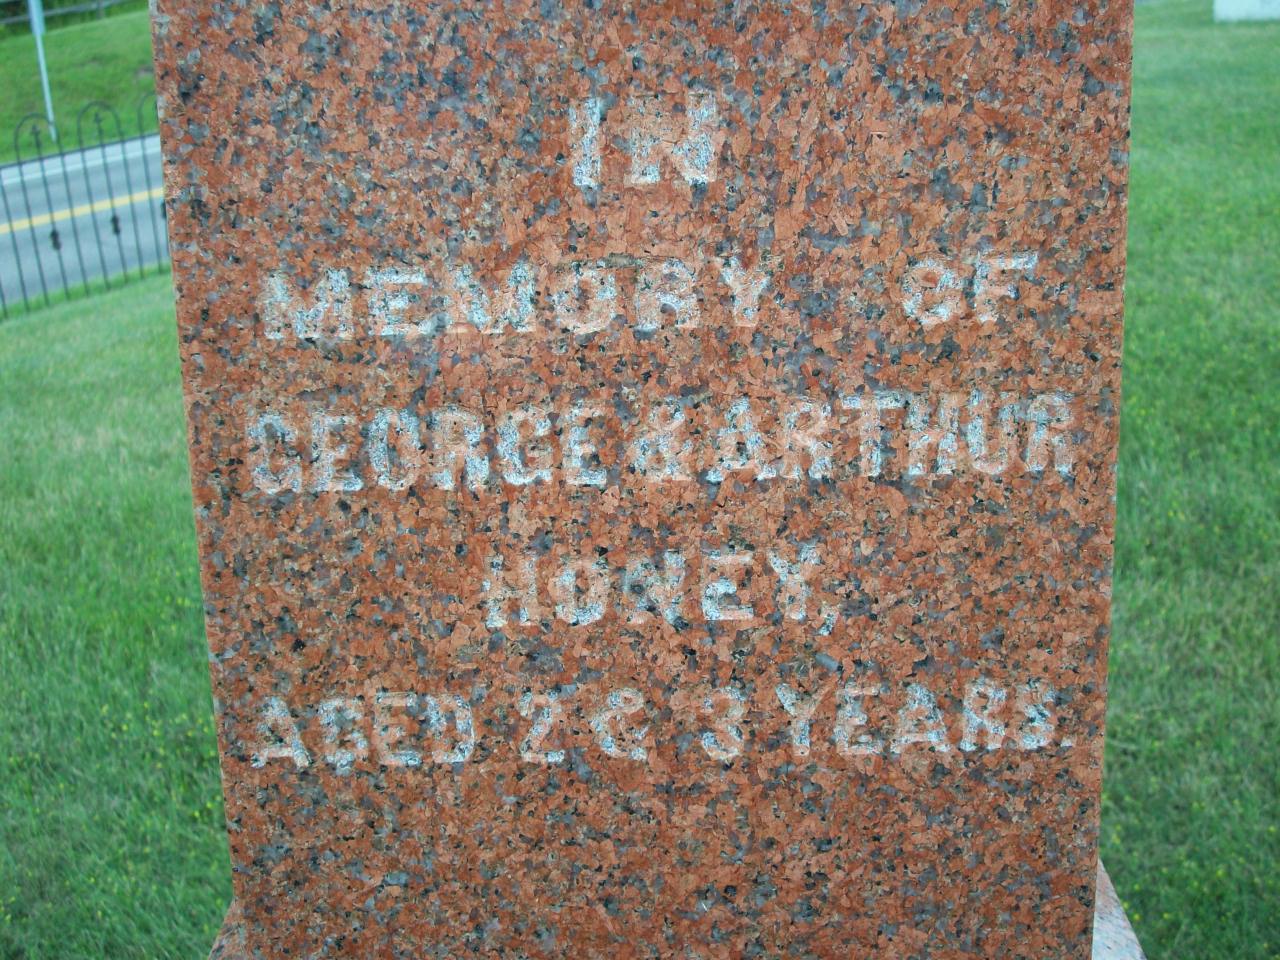 IN
MEMORY OF
GEORGE & ARTHUR
HONEY,
AGED 2 & 3 YEARS.